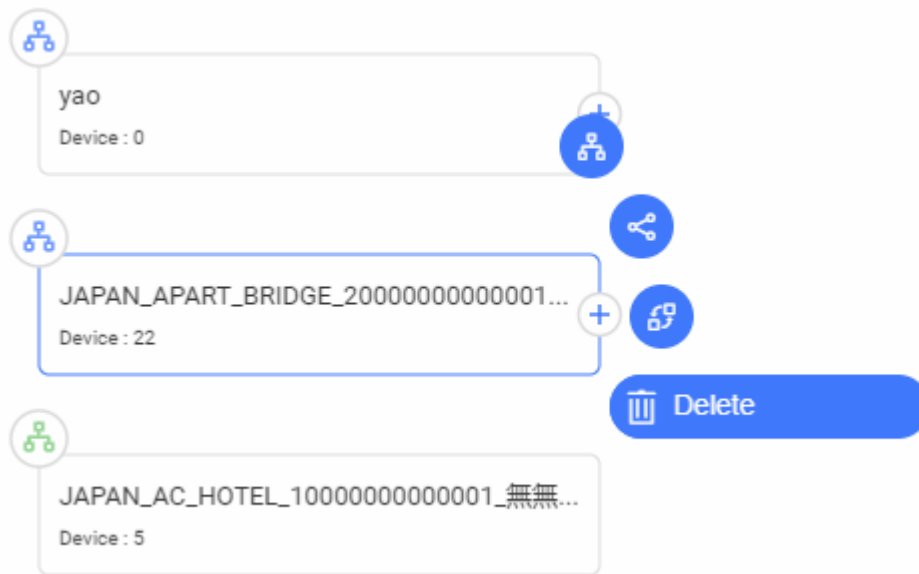 yao
Device : 0
JAPAN_APART_BRIDGE_20000000000001...
Device : 22
Delete
JAPAN_AC_HOTEL_10000000000001_無無...
Device : 5